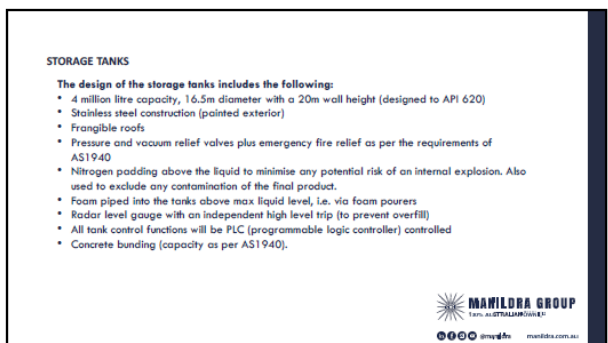 STORAGE TANKS
The design of the storage tanks includes the following:
• 4 million litre capacity, 16.5m diameter with a 20m wall height (designed to API 620)
• Stainless steel construction (painted exterior)
• Frangible roofs
• Pressure and vacuum relief valves plus emergency fire relief as per the requirements of
AS1940
• Nitrogen padding above the liquid to minimise any potential risk of an internal explosion. Also
used to exclude any contamination of the final product.
• Foam piped into the tanks above max liquid level, i.e. via foam pourers
• Radar level gauge with an independent high level trip (to prevent overfill)
• All tank control functions will be PLC (programmable logic controller) controlled
• Concrete bunding (capacity as per AS1940).
MANILDRA GROUP
manildra.com.au